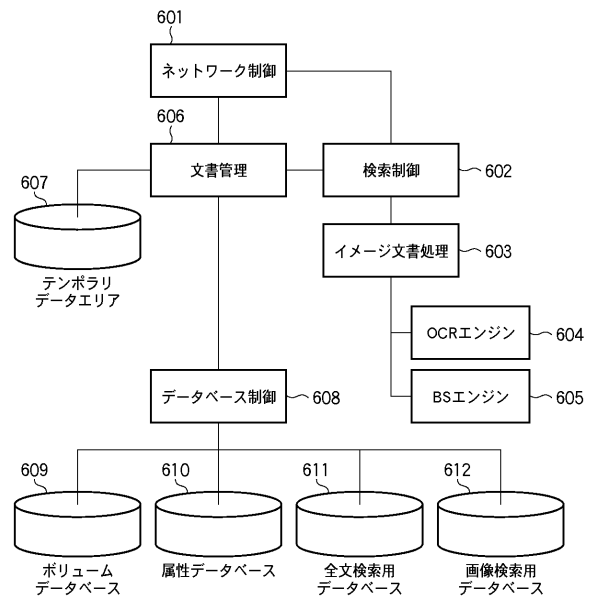 601
ネットワーク制御
606
文書管理
検索制御
602
607
テンポラリ
データエリア
イメージ文書処理
603
OCRエンジン
604
BSエンジン
605
データベース制御
608
609
610
611
612
ボリューム
データベース
属性データベース
全文検索用
データベース
画像検索用
データベース